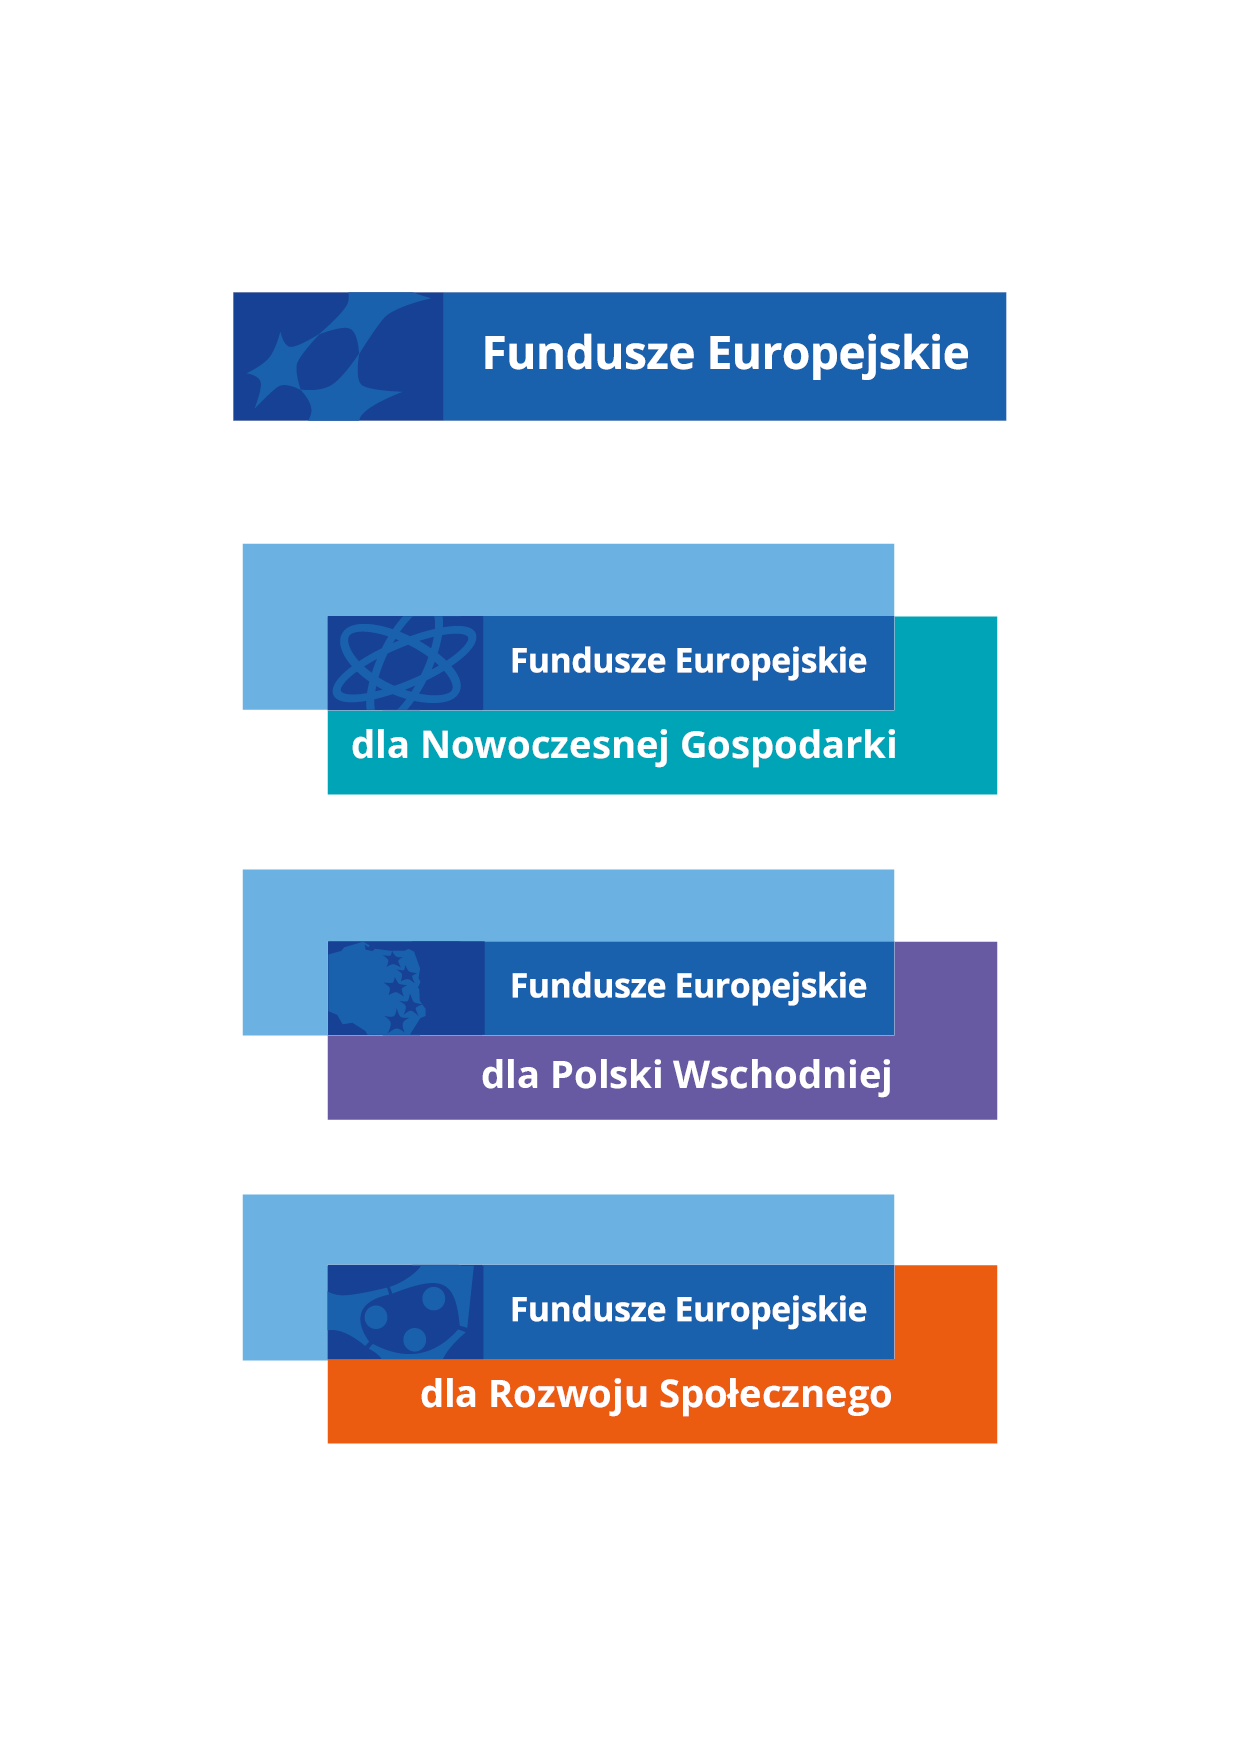 Fundusze Europejskie
Fundusze Europejskie
dla Nowoczesnej Gospodarki
Fundusze Europejskie
dla Polski Wschodniej
Fundusze Europejskie
dla Rozwoju Społecznego